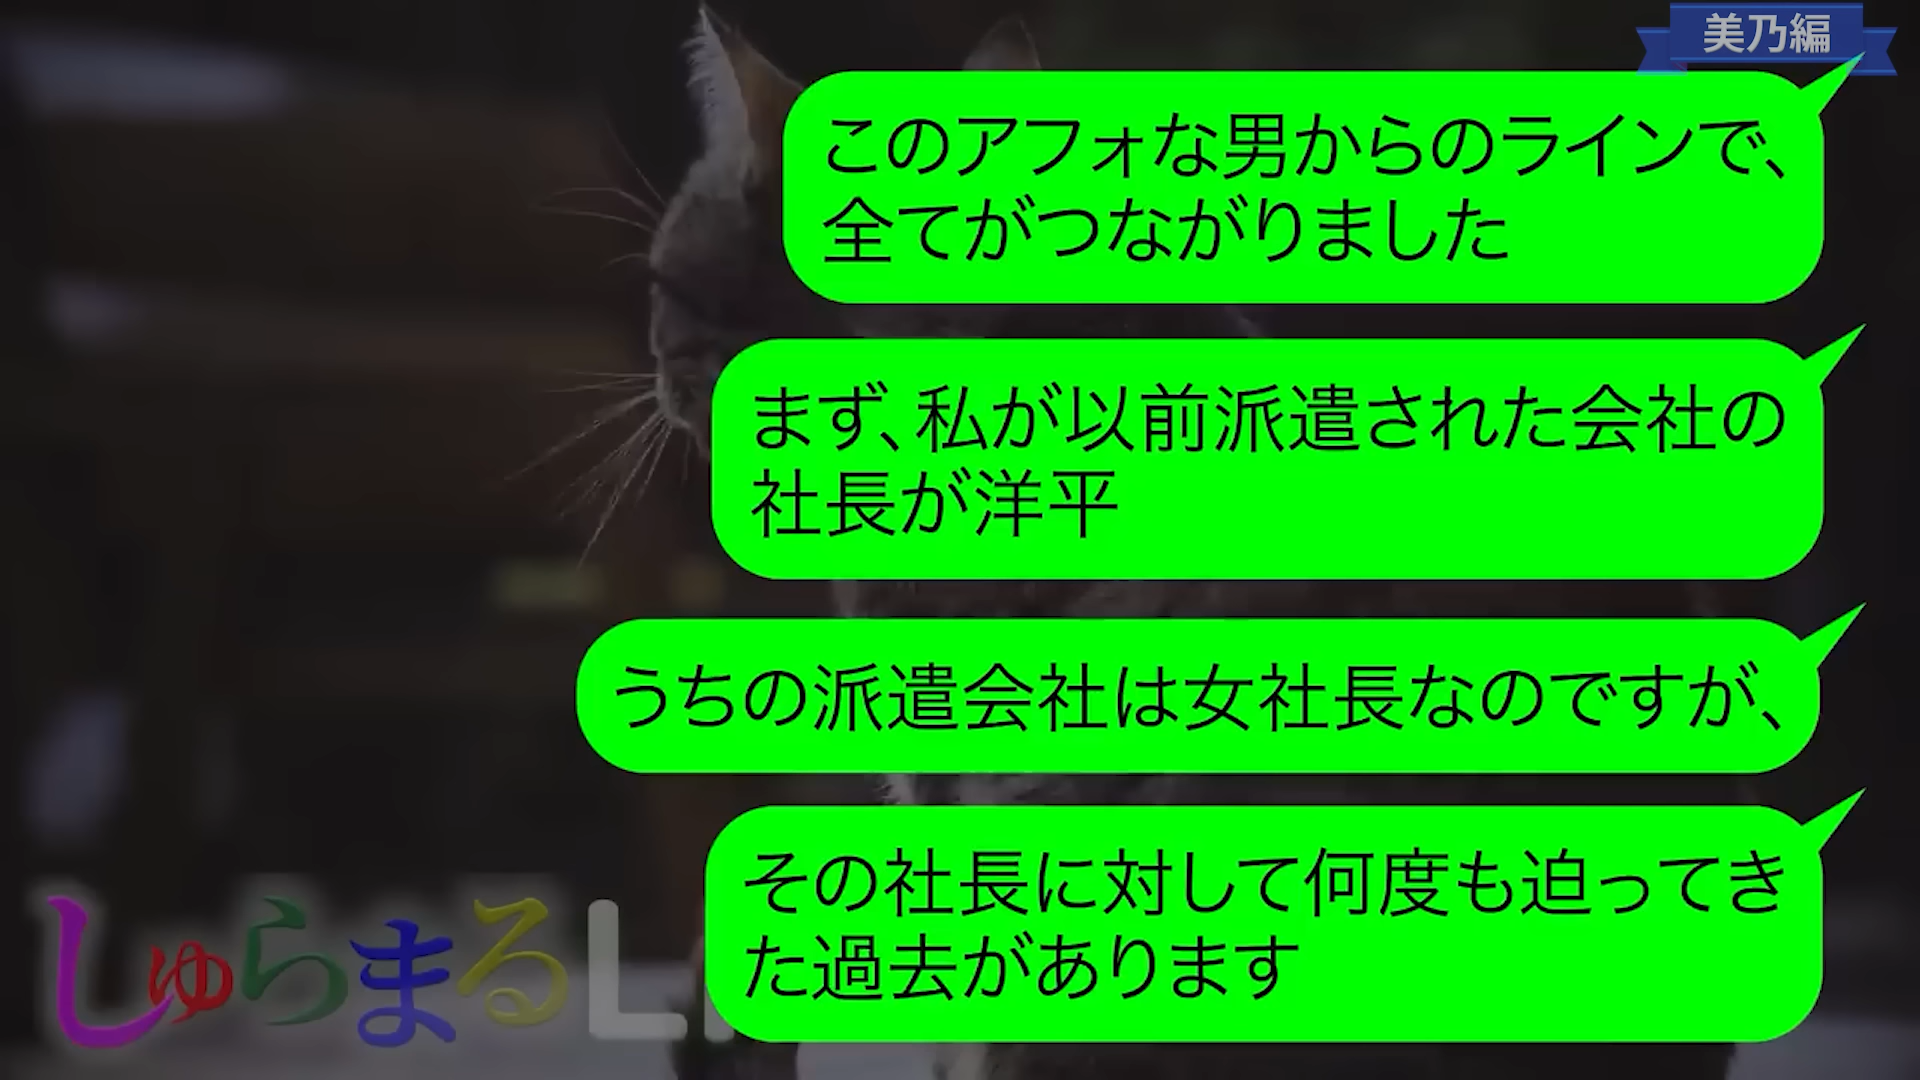 美乃編
このアフォな男からのラインで、
全てがつながりました
まず、私が以前派遣された会社の
社長が洋平
うちの派遣会社は女社長なのですが、
その社長に対して何度も迫ってき
た過去があります
しゅらまるL